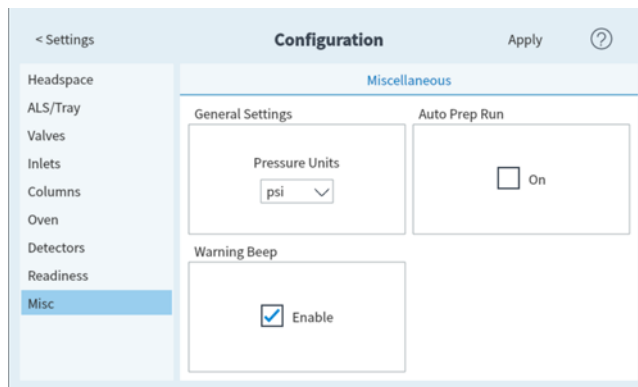 < Settings
Configuration
Apply
?
Headspace
ALS/Tray
Valves
Inlets
Columns
Oven
Detectors
Readiness
Misc
Miscellaneous
General Settings
Pressure Units
psi
Auto Prep Run
On
Warning Beep
Enable